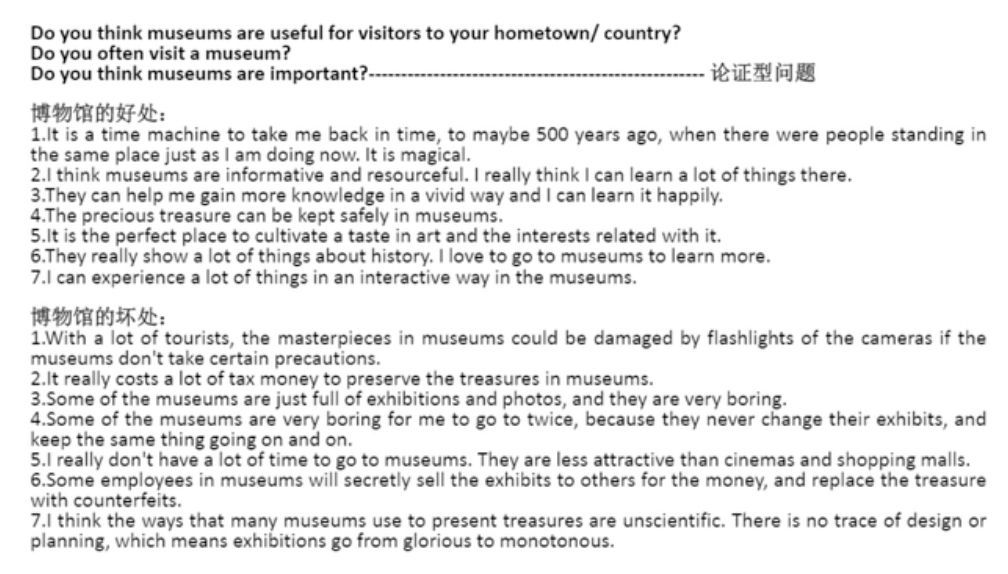 Do you think museums are useful for visitors to your hometown/ country?
Do you often visit a museum?
Do you think museums are important?---------------------------------------------------- 论证型问题
博物馆的好处：
1.It is a time machine to take me back in time, to maybe 500 years ago, when there were people standing in
the same place just as I am doing now. It is magical.
2.I think museums are informative and resourceful. I really think I can learn a lot of things there.
3.They can help me gain more knowledge in a vivid way and I can learn it happily.
4.The precious treasure can be kept safely in museums.
5.It is the perfect place to cultivate a taste in art and the interests related with it.
6.They really show a lot of things about history. I love to go to museums to learn more.
7.I can experience a lot of things in an interactive way in the museums.
博物馆的坏处：
1.With a lot of tourists, the masterpieces in museums could be damaged by flashlights of the cameras if the
museums don't take certain precautions.
2.It really costs a lot of tax money to preserve the treasures in museums.
3.Some of the museums are just full of exhibitions and photos, and they are very boring.
4.Some of the museums are very boring for me to go to twice, because they never change their exhibits, and
keep the same thing going on and on.
5.I really don't have a lot of time to go to museums. They are less attractive than cinemas and shopping malls.
6.Some employees in museums will secretly sell the exhibits to others for the money, and replace the treasure
with counterfeits.
7.I think the ways that many museums use to present treasures are unscientific. There is no trace of design or
planning, which means exhibitions go from glorious to monotonous.